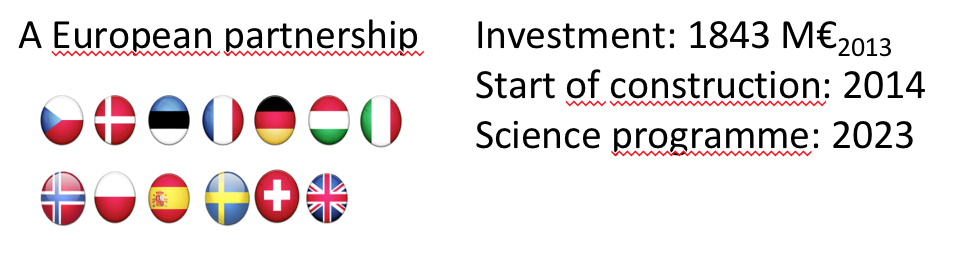 A European partnership
Investment: 1843 M€2013
Start of construction: 2014
Science programme: 2023